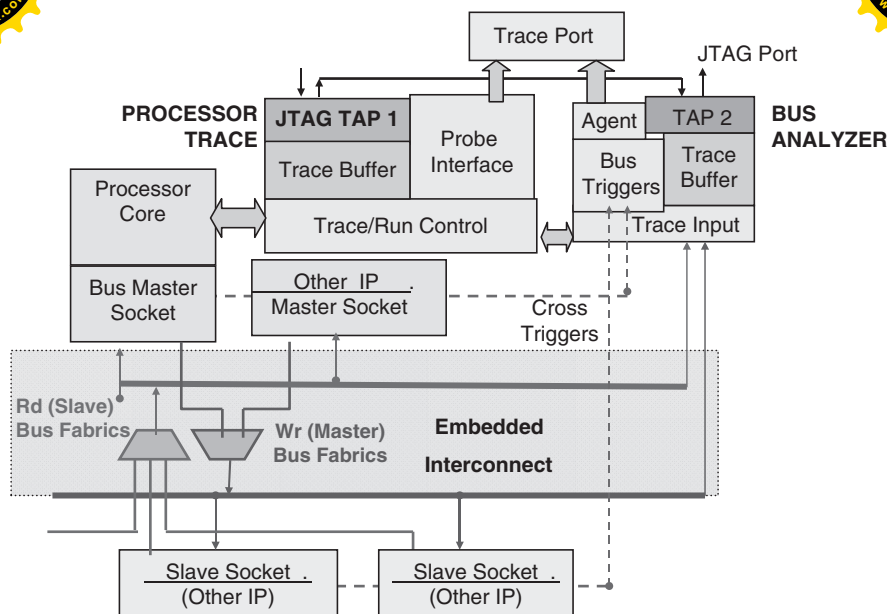 Trace Port
JTAG Port
PROCESSOR
TRACE
JTAG TAP 1
Probe
Interface
Trace Buffer
Trace/Run Control
Agent
TAP 2
BUS
ANALYZER
Bus
Triggers
Trace
Buffer
Trace Input
Processor
Core
Bus Master
Socket
Other IP .
Master Socket
Cross
Triggers
Rd (Slave)
Bus Fabrics
Wr (Master)
Bus Fabrics
Embedded
Interconnect
Slave Socket .
(Other IP)
Slave Socket .
(Other IP)